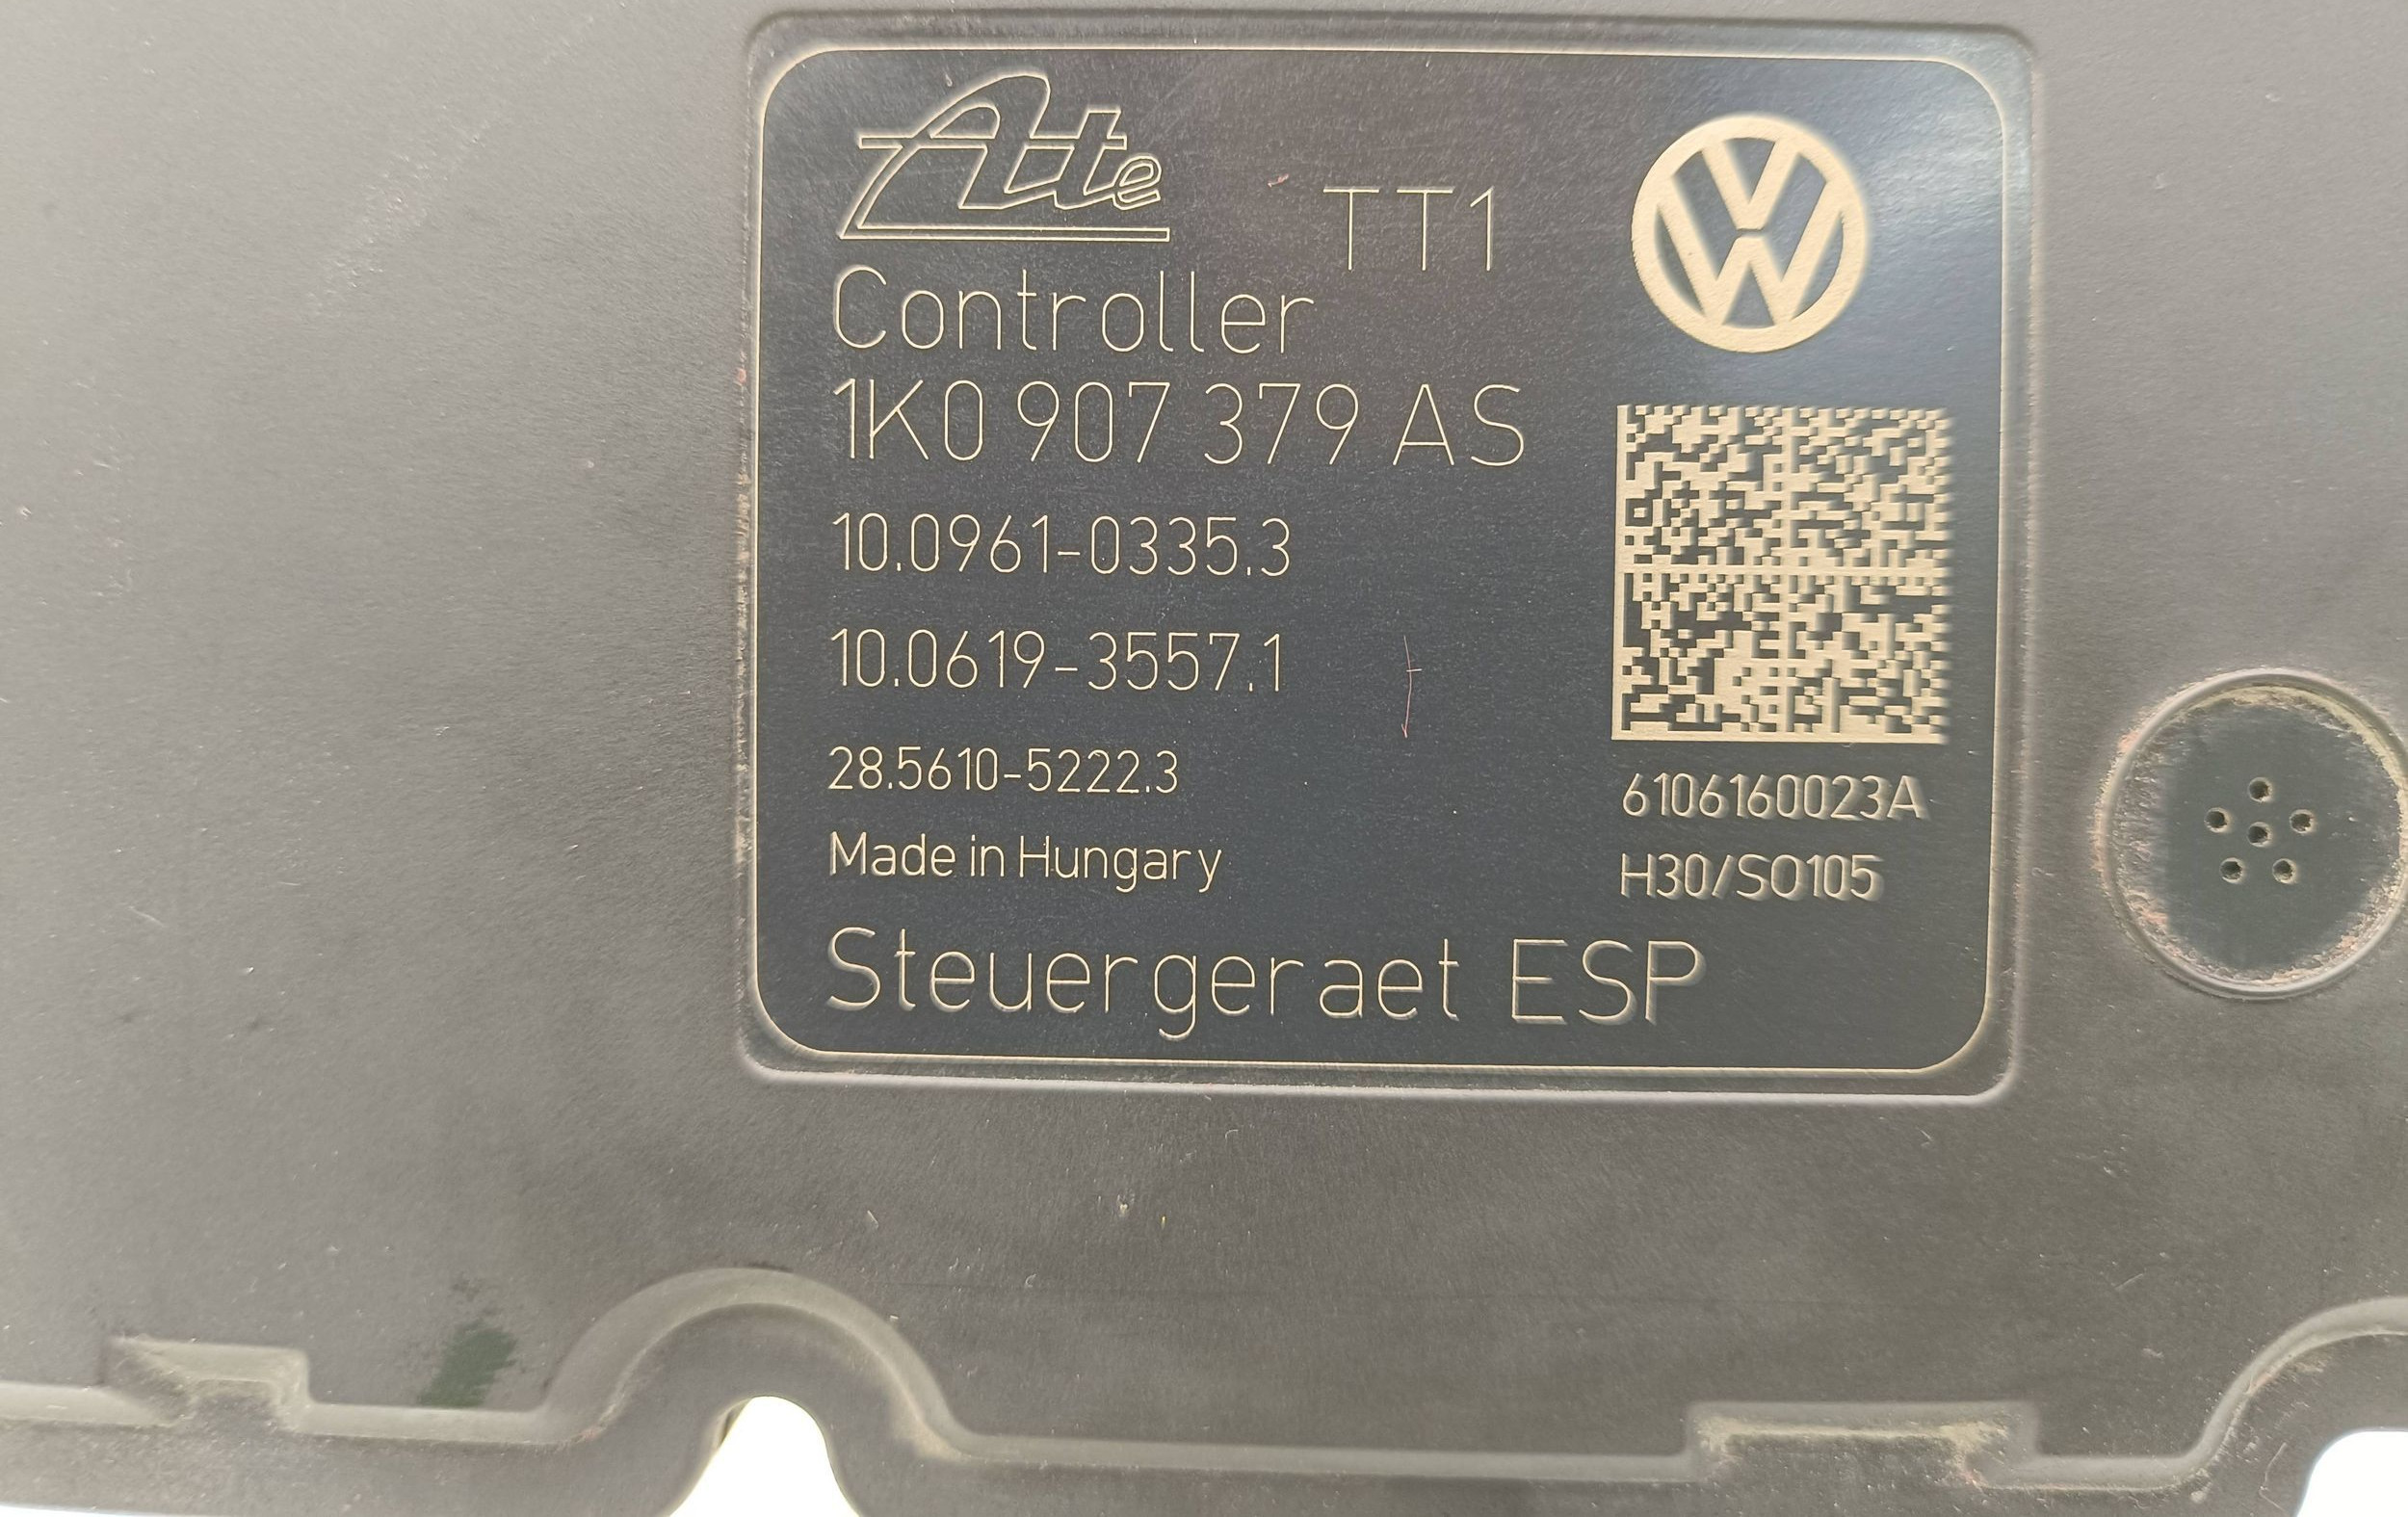 Ate
TT1
Controller
1K0 907 379 AS
10.0961-0335.3
10.0619-3557.1
28.5610-5222.3
Made in Hungary
6106160023A
H30/SO105
Steuergeraet ESP